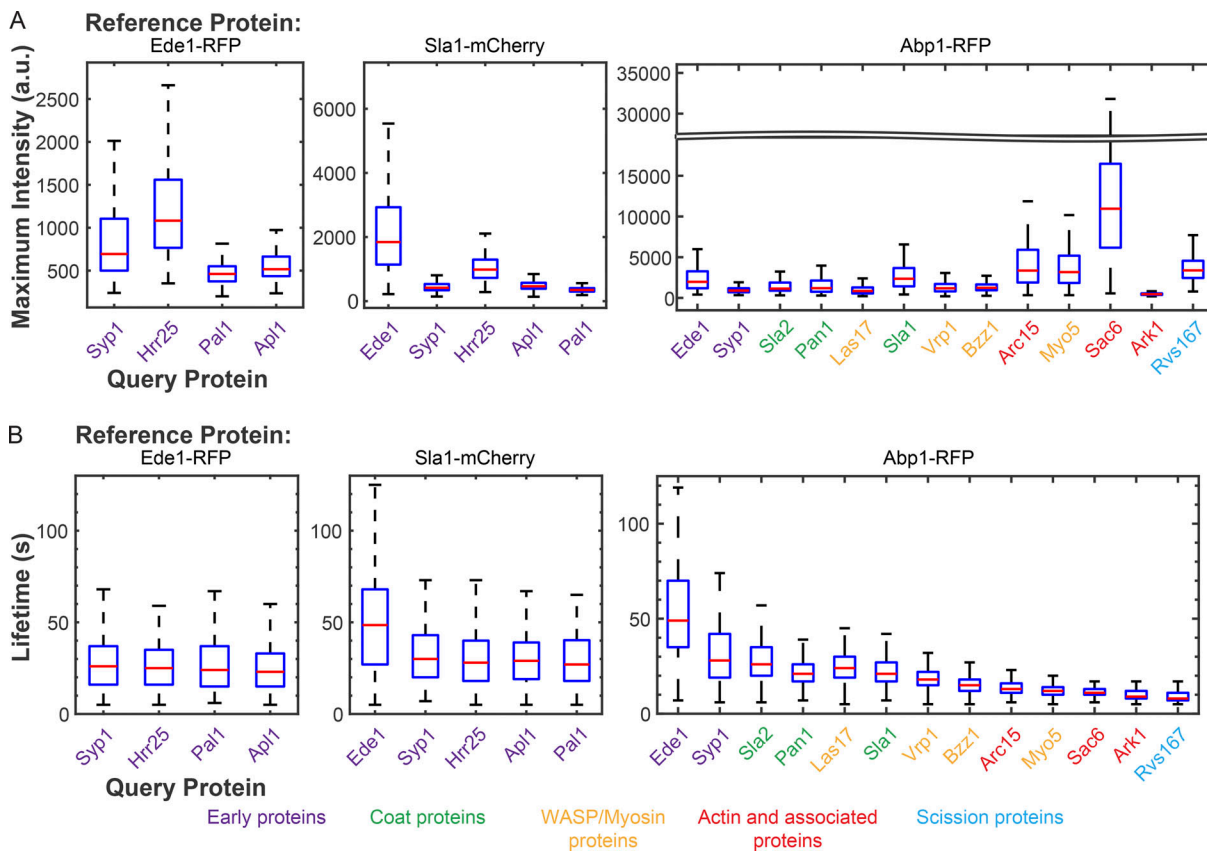 A
Reference Protein:
Ede1-RFP
Sla1-mCherry
Abp1-RFP
Maximum Intensity (a.u.)
2500
2000
1500
1000
500
6000
4000
2000
0
35000
30000
15000
10000
5000
0
Syp1
Hrr25
Pal1
Apl1
Ede1
Syp1
Hrr25
Apl1
Pal1
Ede1
Syp1
Sla2
Pan1
Las17
Sla1
Vrp1
Bzz1
Arc15
Myo5
Sac6
Ark1
Rvs167
Query Protein
B
Reference Protein:
Ede1-RFP
Sla1-mCherry
Abp1-RFP
Lifetime (s)
100
50
0
100
50
0
100
50
0
Syp1
Hrr25
Pal1
Apl1
Ede1
Syp1
Hrr25
Apl1
Pal1
Ede1
Syp1
Sla2
Pan1
Las17
Sla1
Vrp1
Bzz1
Arc15
Myo5
Sac6
Ark1
Rvs167
Query Protein
Early proteins
Coat proteins
WASP/Myosin
proteins
Actin and associated
proteins
Scission proteins